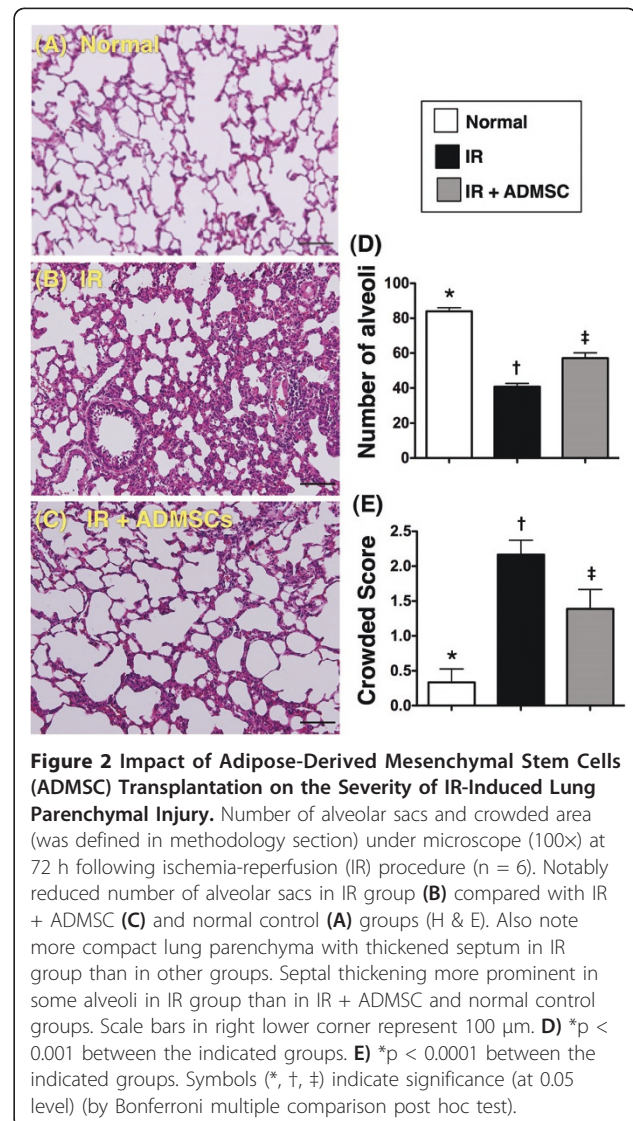 (A) Normal
(B) IR
(C) IR + ADMSCs
Normal
IR
IR + ADMSC
(D)
Number of alveoli
100
80
60
40
20
0
*
†
‡
(E)
Crowded Score
2.5
2.0
1.5
1.0
0.5
0.0
*
†
‡
Figure 2 Impact of Adipose-Derived Mesenchymal Stem Cells
(ADMSC) Transplantation on the Severity of IR-Induced Lung
Parenchymal Injury. Number of alveolar sacs and crowded area
(was defined in methodology section) under microscope (100×) at
72 h following ischemia-reperfusion (IR) procedure (n = 6). Notably
reduced number of alveolar sacs in IR group (B) compared with IR
+ ADMSC (C) and normal control (A) groups (H & E). Also note
more compact lung parenchyma with thickened septum in IR
group than in other groups. Septal thickening more prominent in
some alveoli in IR group than in IR + ADMSC and normal control
groups. Scale bars in right lower corner represent 100 μm. D) *p <
0.001 between the indicated groups. E) *p < 0.0001 between the
indicated groups. Symbols (*, †, ‡) indicate significance (at 0.05
level) (by Bonferroni multiple comparison post hoc test).